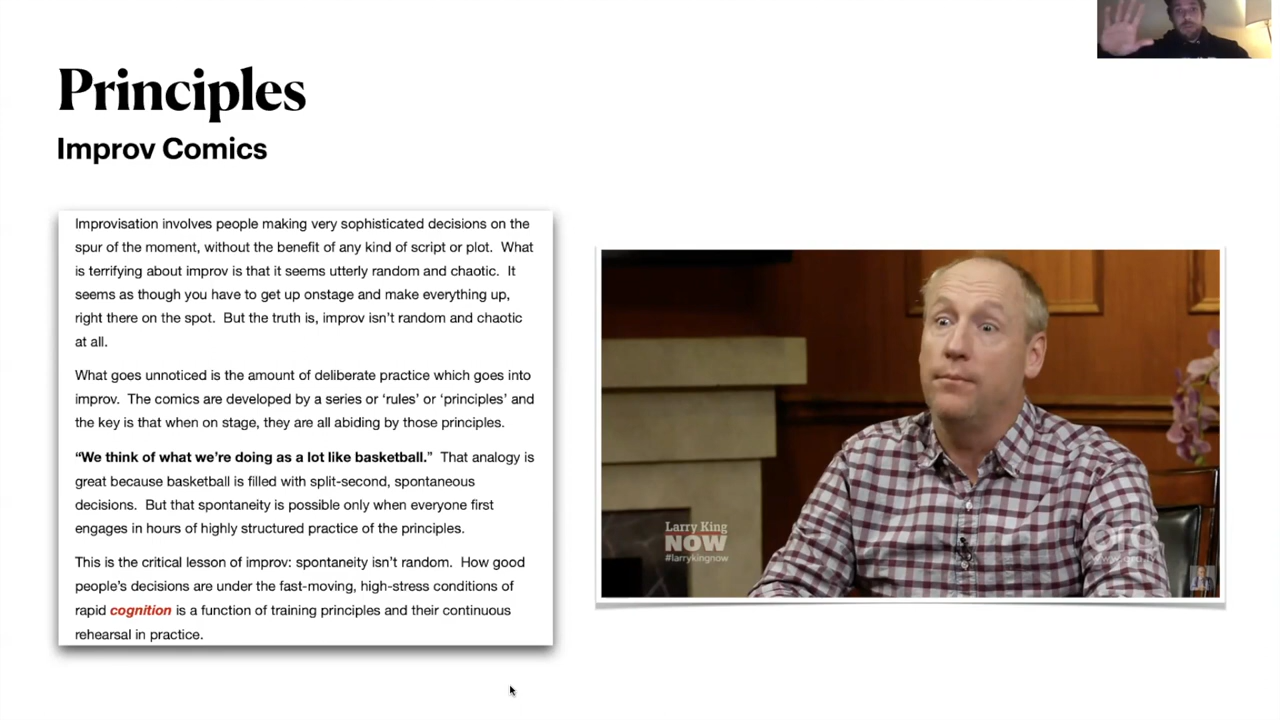 Principles
Improv Comics
Improvisation involves people making very sophisticated decisions on the
spur of the moment, without the benefit of any kind of script or plot.  What
is terrifying about improv is that it seems utterly random and chaotic.  It
seems as though you have to get up onstage and make everything up,
right there on the spot.  But the truth is, improv isn't random and chaotic
at all.
What goes unnoticed is the amount of deliberate practice which goes into
improv.  The comics are developed by a series or 'rules' or 'principles' and
the key is that when on stage, they are all abiding by those principles.
“We think of what we're doing as a lot like basketball.”  That analogy is
great because basketball is filled with split-second, spontaneous
decisions.  But that spontaneity is possible only when everyone first
engages in hours of highly structured practice of the principles.
This is the critical lesson of improv: spontaneity isn't random.  How good
people's decisions are under the fast-moving, high-stress conditions of
rapid cognition is a function of training principles and their continuous
rehearsal in practice.
Larry King
NOW
#larrykingnow
ora
www.ora.tv